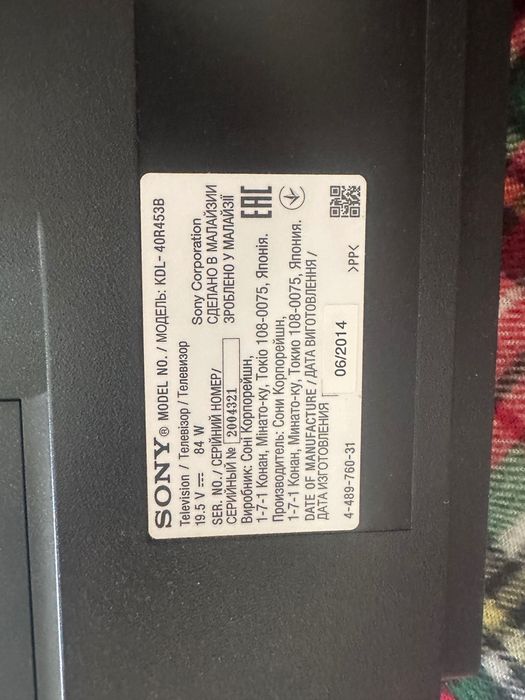 SONY® MODEL NO. / МОДЕЛЬ: KDL-40R453B
Television / Телевізор / Телевизор
19.5 V ⎓ 84 W
Sony Corporation
SER. NO./ СЕРІЙНИЙ НОМЕР/
СДЕЛАНО В МАЛАЙЗИИ
СЕРИЙНЫЙ № 2004321
ЗРОБЛЕНО У МАЛАЙЗІЇ
EAC
Виробник: Соні Корпорейшн,
1-7-1 Конан, Мінато-ку, Токіо 108-0075, Японія.
Производитель: Сони Корпорейшн,
1-7-1 Конан, Минато-ку, Токио 108-0075, Япония.
DATE OF MANUFACTURE / ДАТА ВИГОТОВЛЕННЯ /
ДАТА ИЗГОТОВЛЕНИЯ 06/2014
4-489-760-31
>PP<